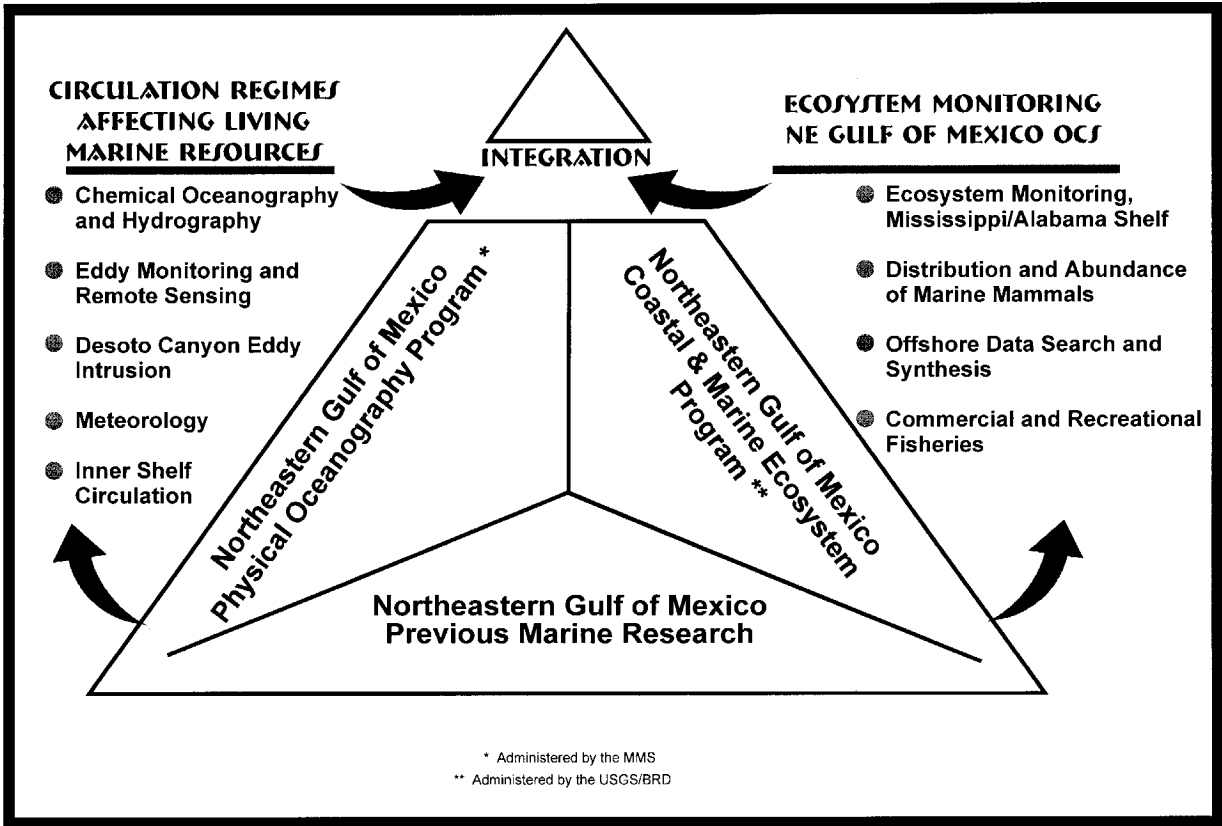 CIRCULATION REGIMES
AFFECTING LIVING
MARINE RESOURCES
Chemical Oceanography
and Hydrography
Eddy Monitoring and
Remote Sensing
Desoto Canyon Eddy
Intrusion
Meteorology
Inner Shelf
Circulation
INTEGRATION
ECOSYSTEM MONITORING
NE GULF OF MEXICO OCS
Ecosystem Monitoring,
Mississippi/Alabama Shelf
Distribution and Abundance
of Marine Mammals
Offshore Data Search and
Synthesis
Commercial and Recreational
Fisheries
Northeastern Gulf of Mexico
Physical Oceanography Program *
Northeastern Gulf of Mexico
Coastal & Marine Ecosystem
Program **
Northeastern Gulf of Mexico
Previous Marine Research
* Administered by the MMS
** Administered by the USGS/BRD